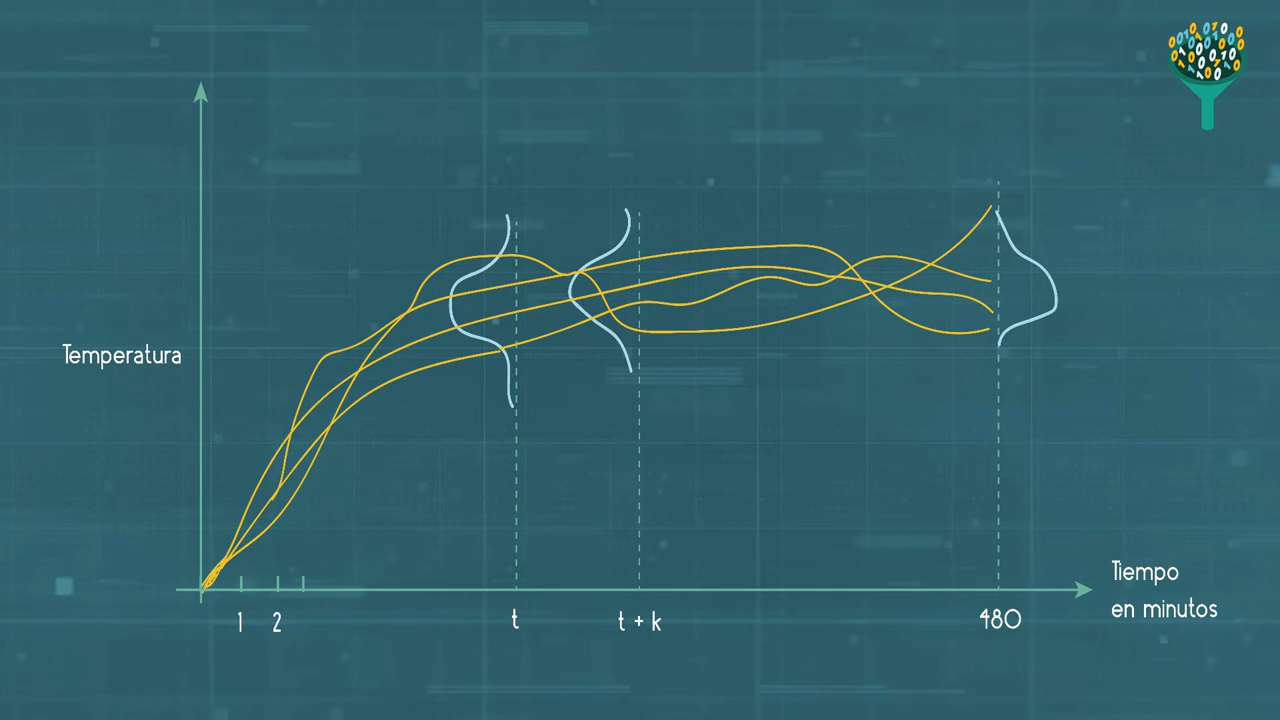 Temperatura
1 2 t t + k 480
Tiempo
en minutos